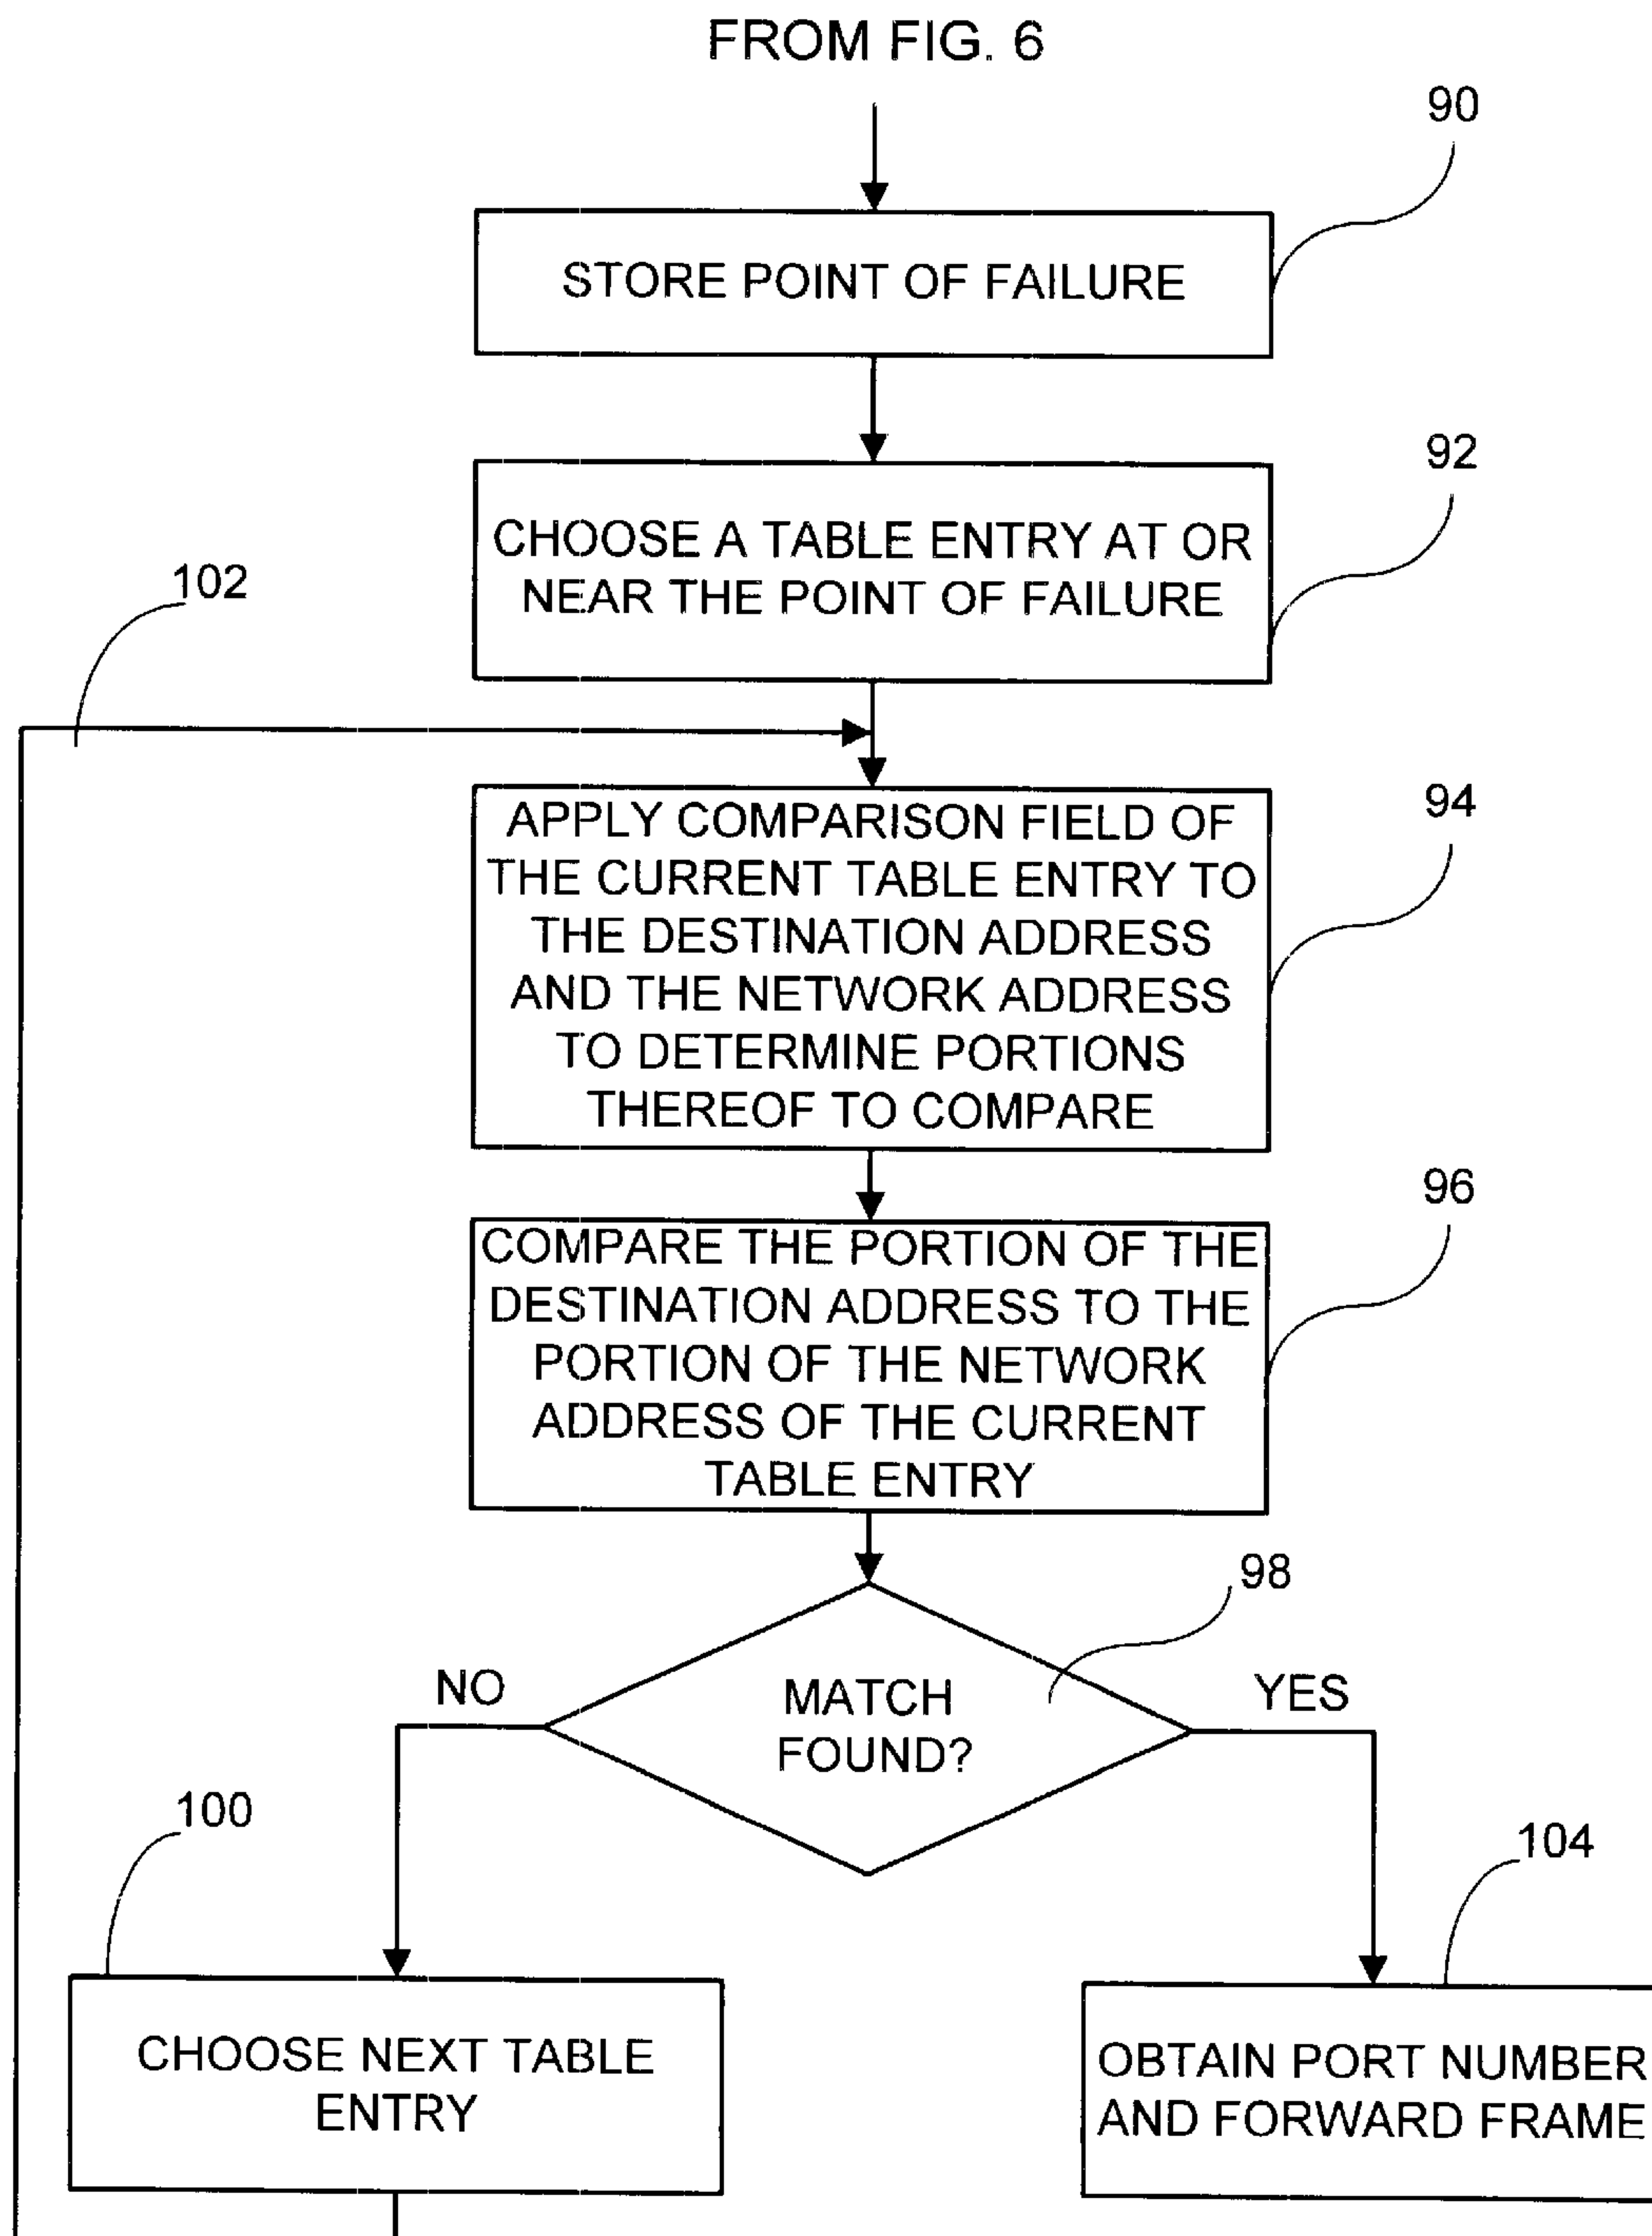 FROM FIG. 6
90
STORE POINT OF FAILURE
92
CHOOSE A TABLE ENTRY AT OR
NEAR THE POINT OF FAILURE
102
94
APPLY COMPARISON FIELD OF
THE CURRENT TABLE ENTRY TO
THE DESTINATION ADDRESS
AND THE NETWORK ADDRESS
TO DETERMINE PORTIONS
THEREOF TO COMPARE
96
COMPARE THE PORTION OF THE
DESTINATION ADDRESS TO THE
PORTION OF THE NETWORK
ADDRESS OF THE CURRENT
TABLE ENTRY
98
NO
MATCH
FOUND?
YES
100
CHOOSE NEXT TABLE
ENTRY
104
OBTAIN PORT NUMBER
AND FORWARD FRAME